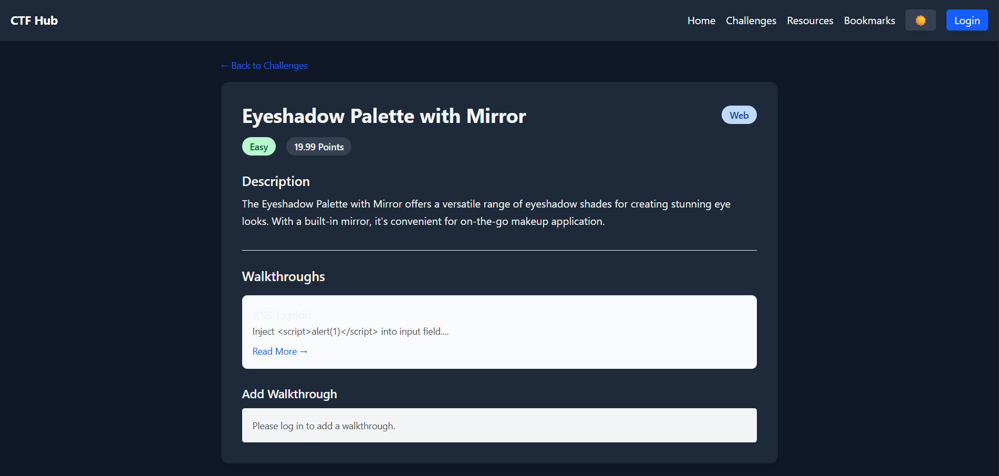 CTF Hub
Home
Challenges
Resources
Bookmarks
Login
← Back to Challenges
Eyeshadow Palette with Mirror
Web
Easy
19.99 Points
Description
The Eyeshadow Palette with Mirror offers a versatile range of eyeshadow shades for creating stunning eye
looks. With a built-in mirror, it's convenient for on-the-go makeup application.
Walkthroughs
XSS Exploit
Inject <script>alert(1)</script> into input field....
Read More →
Add Walkthrough
Please log in to add a walkthrough.